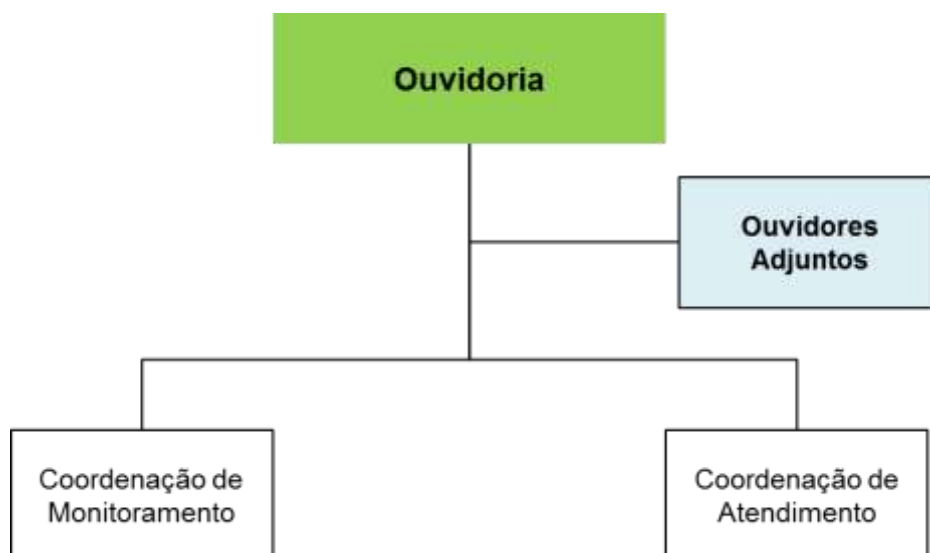 Ouvidoria
Ouvidores
Adjuntos
Coordenação de
Monitoramento
Coordenação de
Atendimento